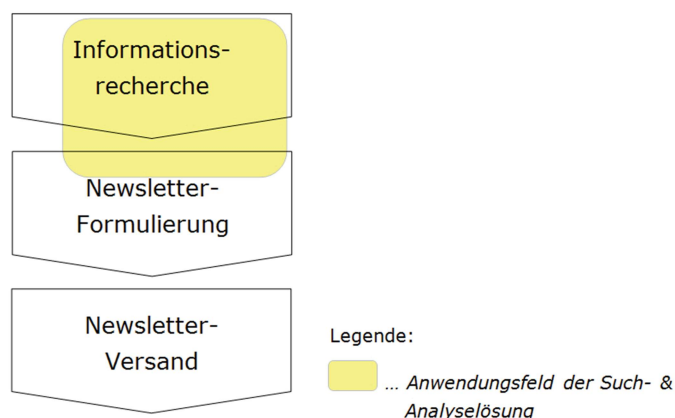 Informations-
recherche
Newsletter-
Formulierung
Newsletter-
Versand
Legende:
... Anwendungsfeld der Such- &
Analyselösung